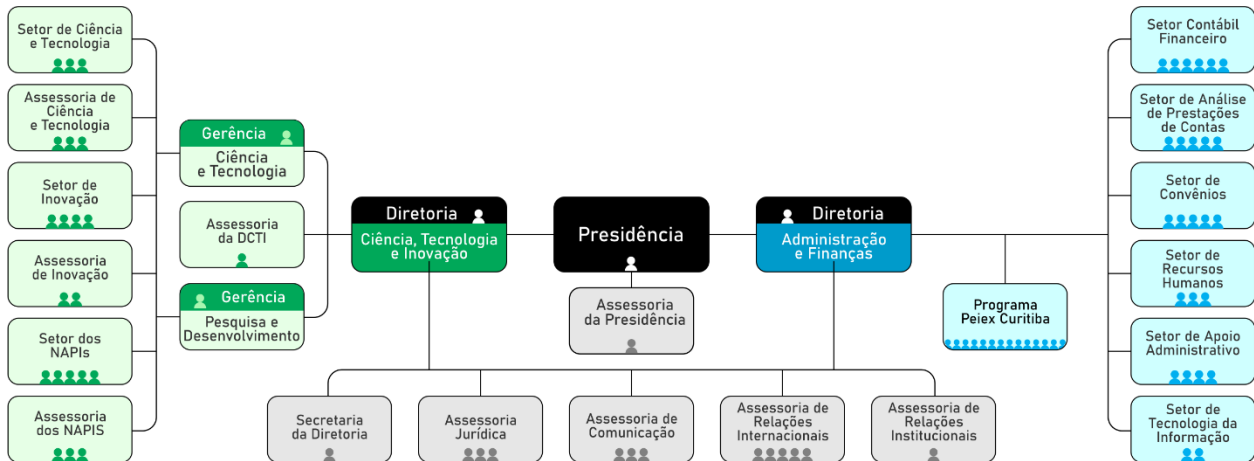 Setor de Ciência
e Tecnologia
Assessoria de
Ciência
e Tecnologia
Setor de
Inovação
Assessoria
de Inovação
Setor dos
NAPIs
Assessoria
dos NAPIS
Gerência
Ciência
e Tecnologia
Assessoria
da DCTI
Gerência
Pesquisa e
Desenvolvimento
Diretoria
Ciência, Tecnologia
e Inovação
Presidência
Assessoria
da Presidência
Diretoria
Administração
e Finanças
Secretaria
da Diretoria
Assessoria
Jurídica
Assessoria de
Comunicação
Assessoria de
Relações
Internacionais
Assessoria de
Relações
Institucionais
Programa
Peiex Curitiba
Setor Contábil
Financeiro
Setor de Análise
de Prestações
de Contas
Setor de
Convênios
Setor de
Recursos
Humanos
Setor de Apoio
Administrativo
Setor de
Tecnologia da
Informação